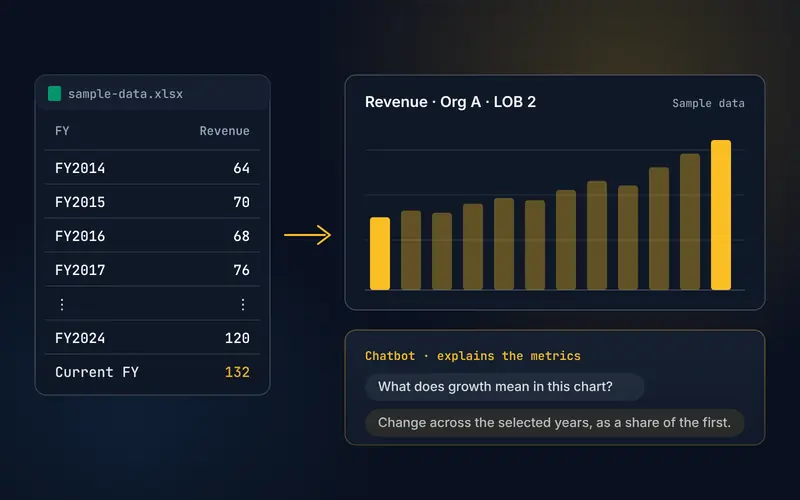 sample-data.xlsx
FY Revenue
FY2014 64
FY2015 70
FY2016 68
FY2017 76
⋮ ⋮
FY2024 120
Current FY 132
Revenue · Org A · LOB 2
Sample data
Chatbot · explains the metrics
What does growth mean in this chart?
Change across the selected years, as a share of the first.